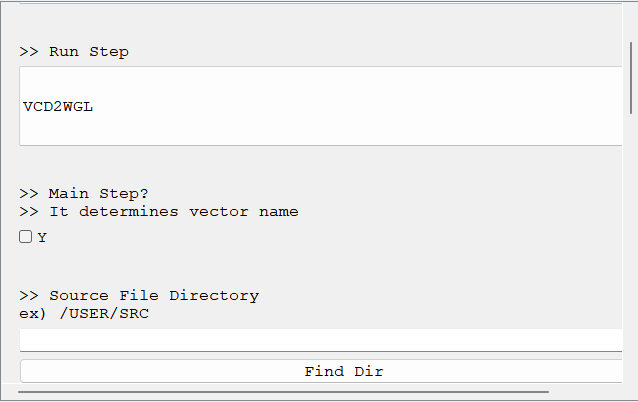 >> Run Step
VCD2WGL
>> Main Step?
>> It determines vector name
Y
>> Source File Directory
ex) /USER/SRC
Find Dir